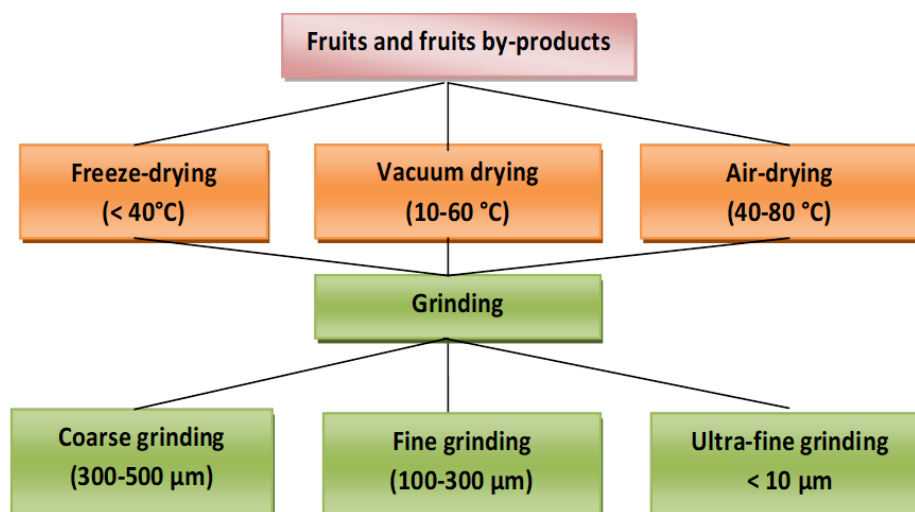 Fruits and fruits by-products
Freeze-drying
(< 40°C)
Vacuum drying
(10-60 °C)
Air-drying
(40-80 °C)
Grinding
Coarse grinding
(300-500 µm)
Fine grinding
(100-300 µm)
Ultra-fine grinding
< 10 µm